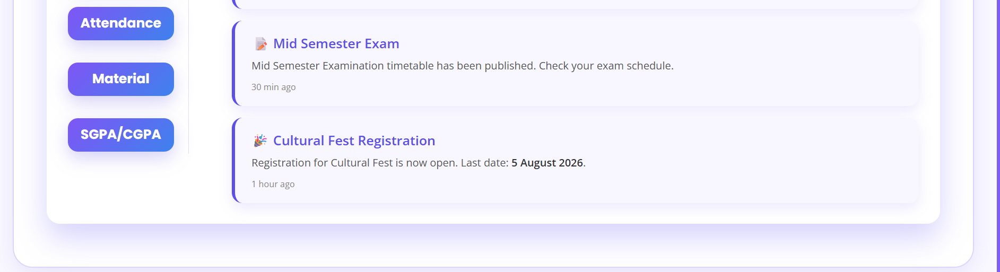 Attendance
Material
SGPA/CGPA
Mid Semester Exam
Mid Semester Examination timetable has been published. Check your exam schedule.
30 min ago
Cultural Fest Registration
Registration for Cultural Fest is now open. Last date: 5 August 2026.
1 hour ago